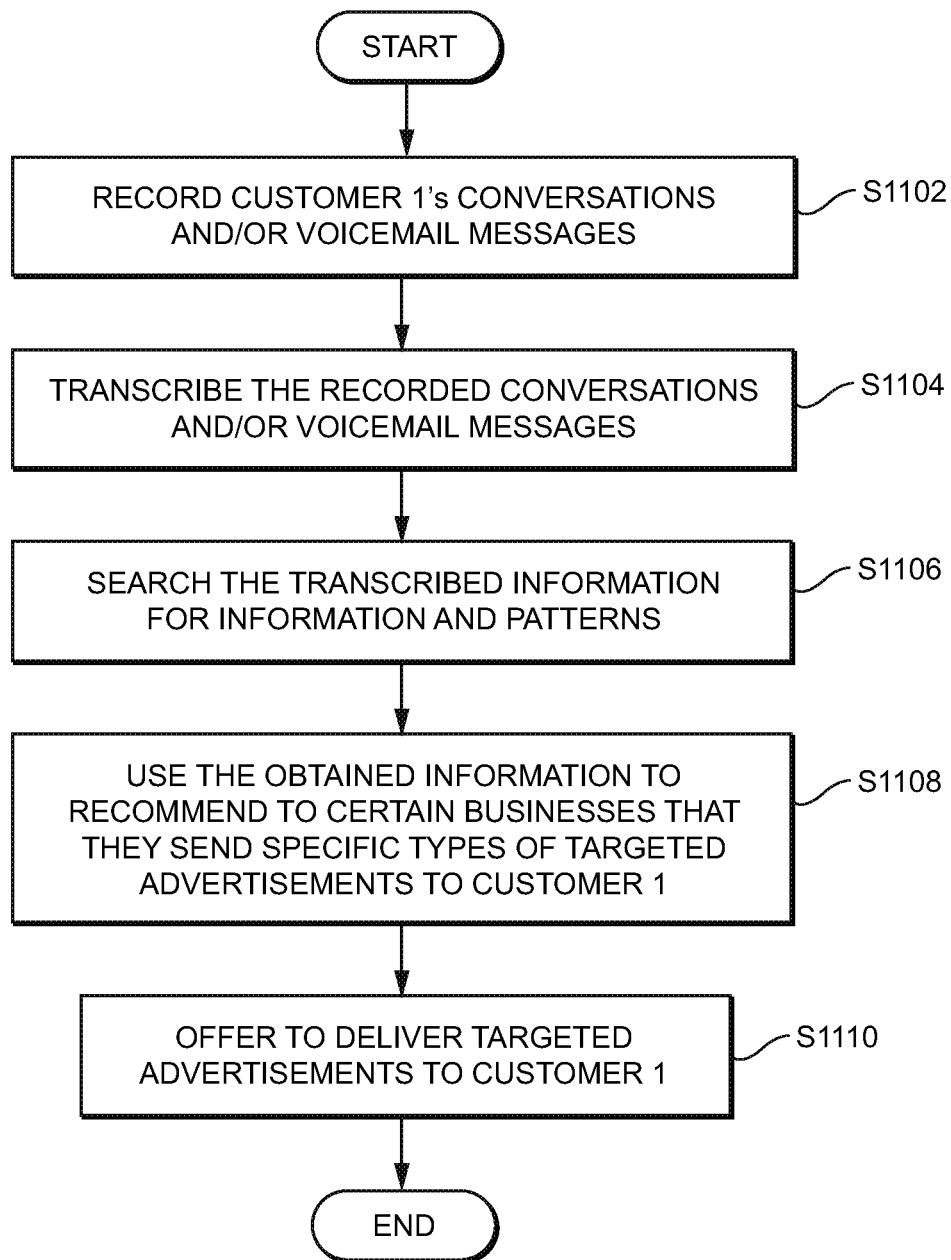 START
RECORD CUSTOMER 1's CONVERSATIONS
AND/OR VOICEMAIL MESSAGES
S1102
TRANSCRIBE THE RECORDED CONVERSATIONS
AND/OR VOICEMAIL MESSAGES
S1104
SEARCH THE TRANSCRIBED INFORMATION
FOR INFORMATION AND PATTERNS
S1106
USE THE OBTAINED INFORMATION TO
RECOMMEND TO CERTAIN BUSINESSES THAT
THEY SEND SPECIFIC TYPES OF TARGETED
ADVERTISEMENTS TO CUSTOMER 1
S1108
OFFER TO DELIVER TARGETED
ADVERTISEMENTS TO CUSTOMER 1
S1110
END